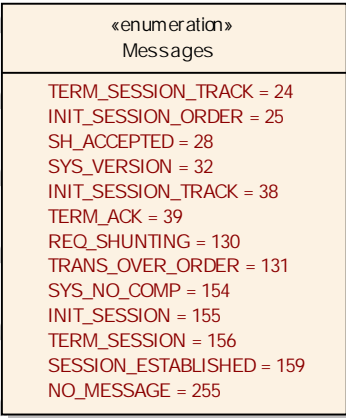 «enumeration»
Messages
TERM_SESSION_TRACK = 24
INIT_SESSION_ORDER = 25
SH_ACCEPTED = 28
SYS_VERSION = 32
INIT_SESSION_TRACK = 38
TERM_ACK = 39
REQ_SHUNTING = 130
TRANS_OVER_ORDER = 131
SYS_NO_COMP = 154
INIT_SESSION = 155
TERM_SESSION = 156
SESSION_ESTABLISHED = 159
NO_MESSAGE = 255